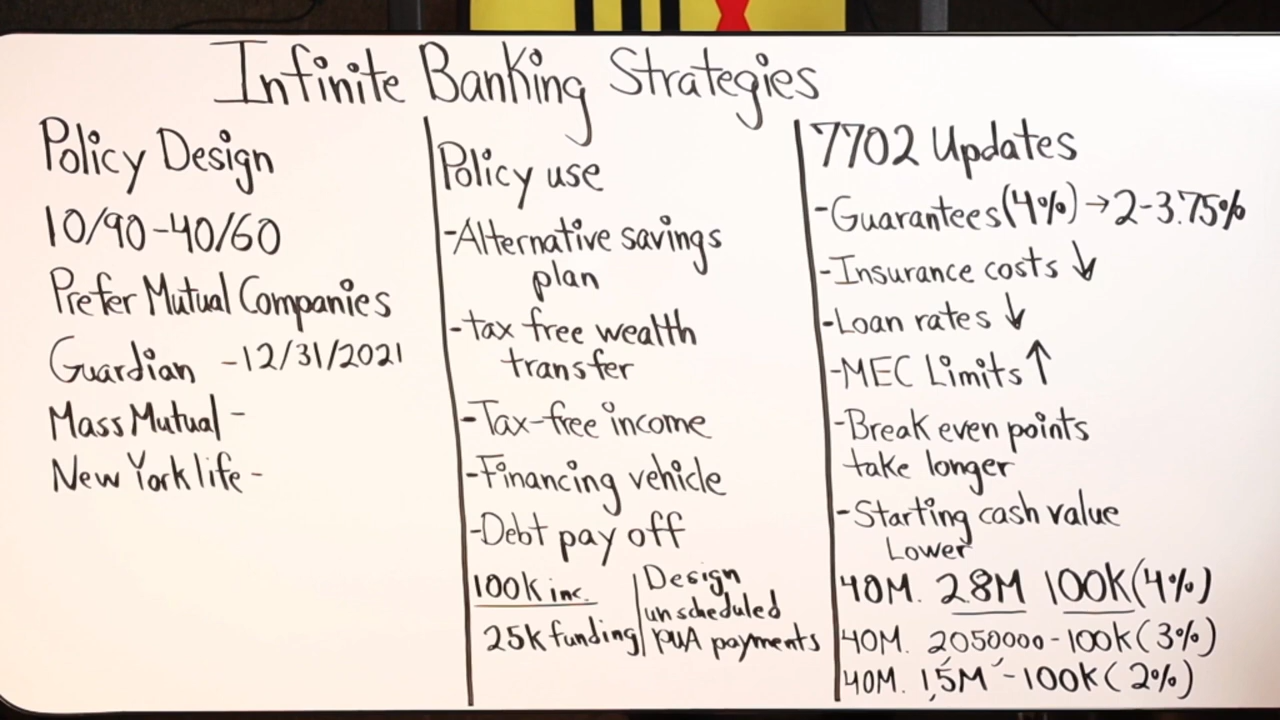 Infinite Banking Strategies
Policy Design
10/90-40/60
Prefer Mutual Companies
Guardian -12/31/2021
Mass Mutual -
New York life -
Policy use
-Alternative savings
plan
-tax free wealth
transfer
-Tax-free income
-Financing vehicle
-Debt pay off
100k inc.
25k funding
Design
unscheduled
PUA payments
7702 Updates
-Guarantees(4%)→2-3.75%
-Insurance costs ↓
-Loan rates ↓
-MEC Limits ↑
-Break even points
take longer
-Starting cash value
Lower
40M. 2.8M 100K(4%)
40M. 2050000-100k(3%)
40M. 1,5M -100K(2%)